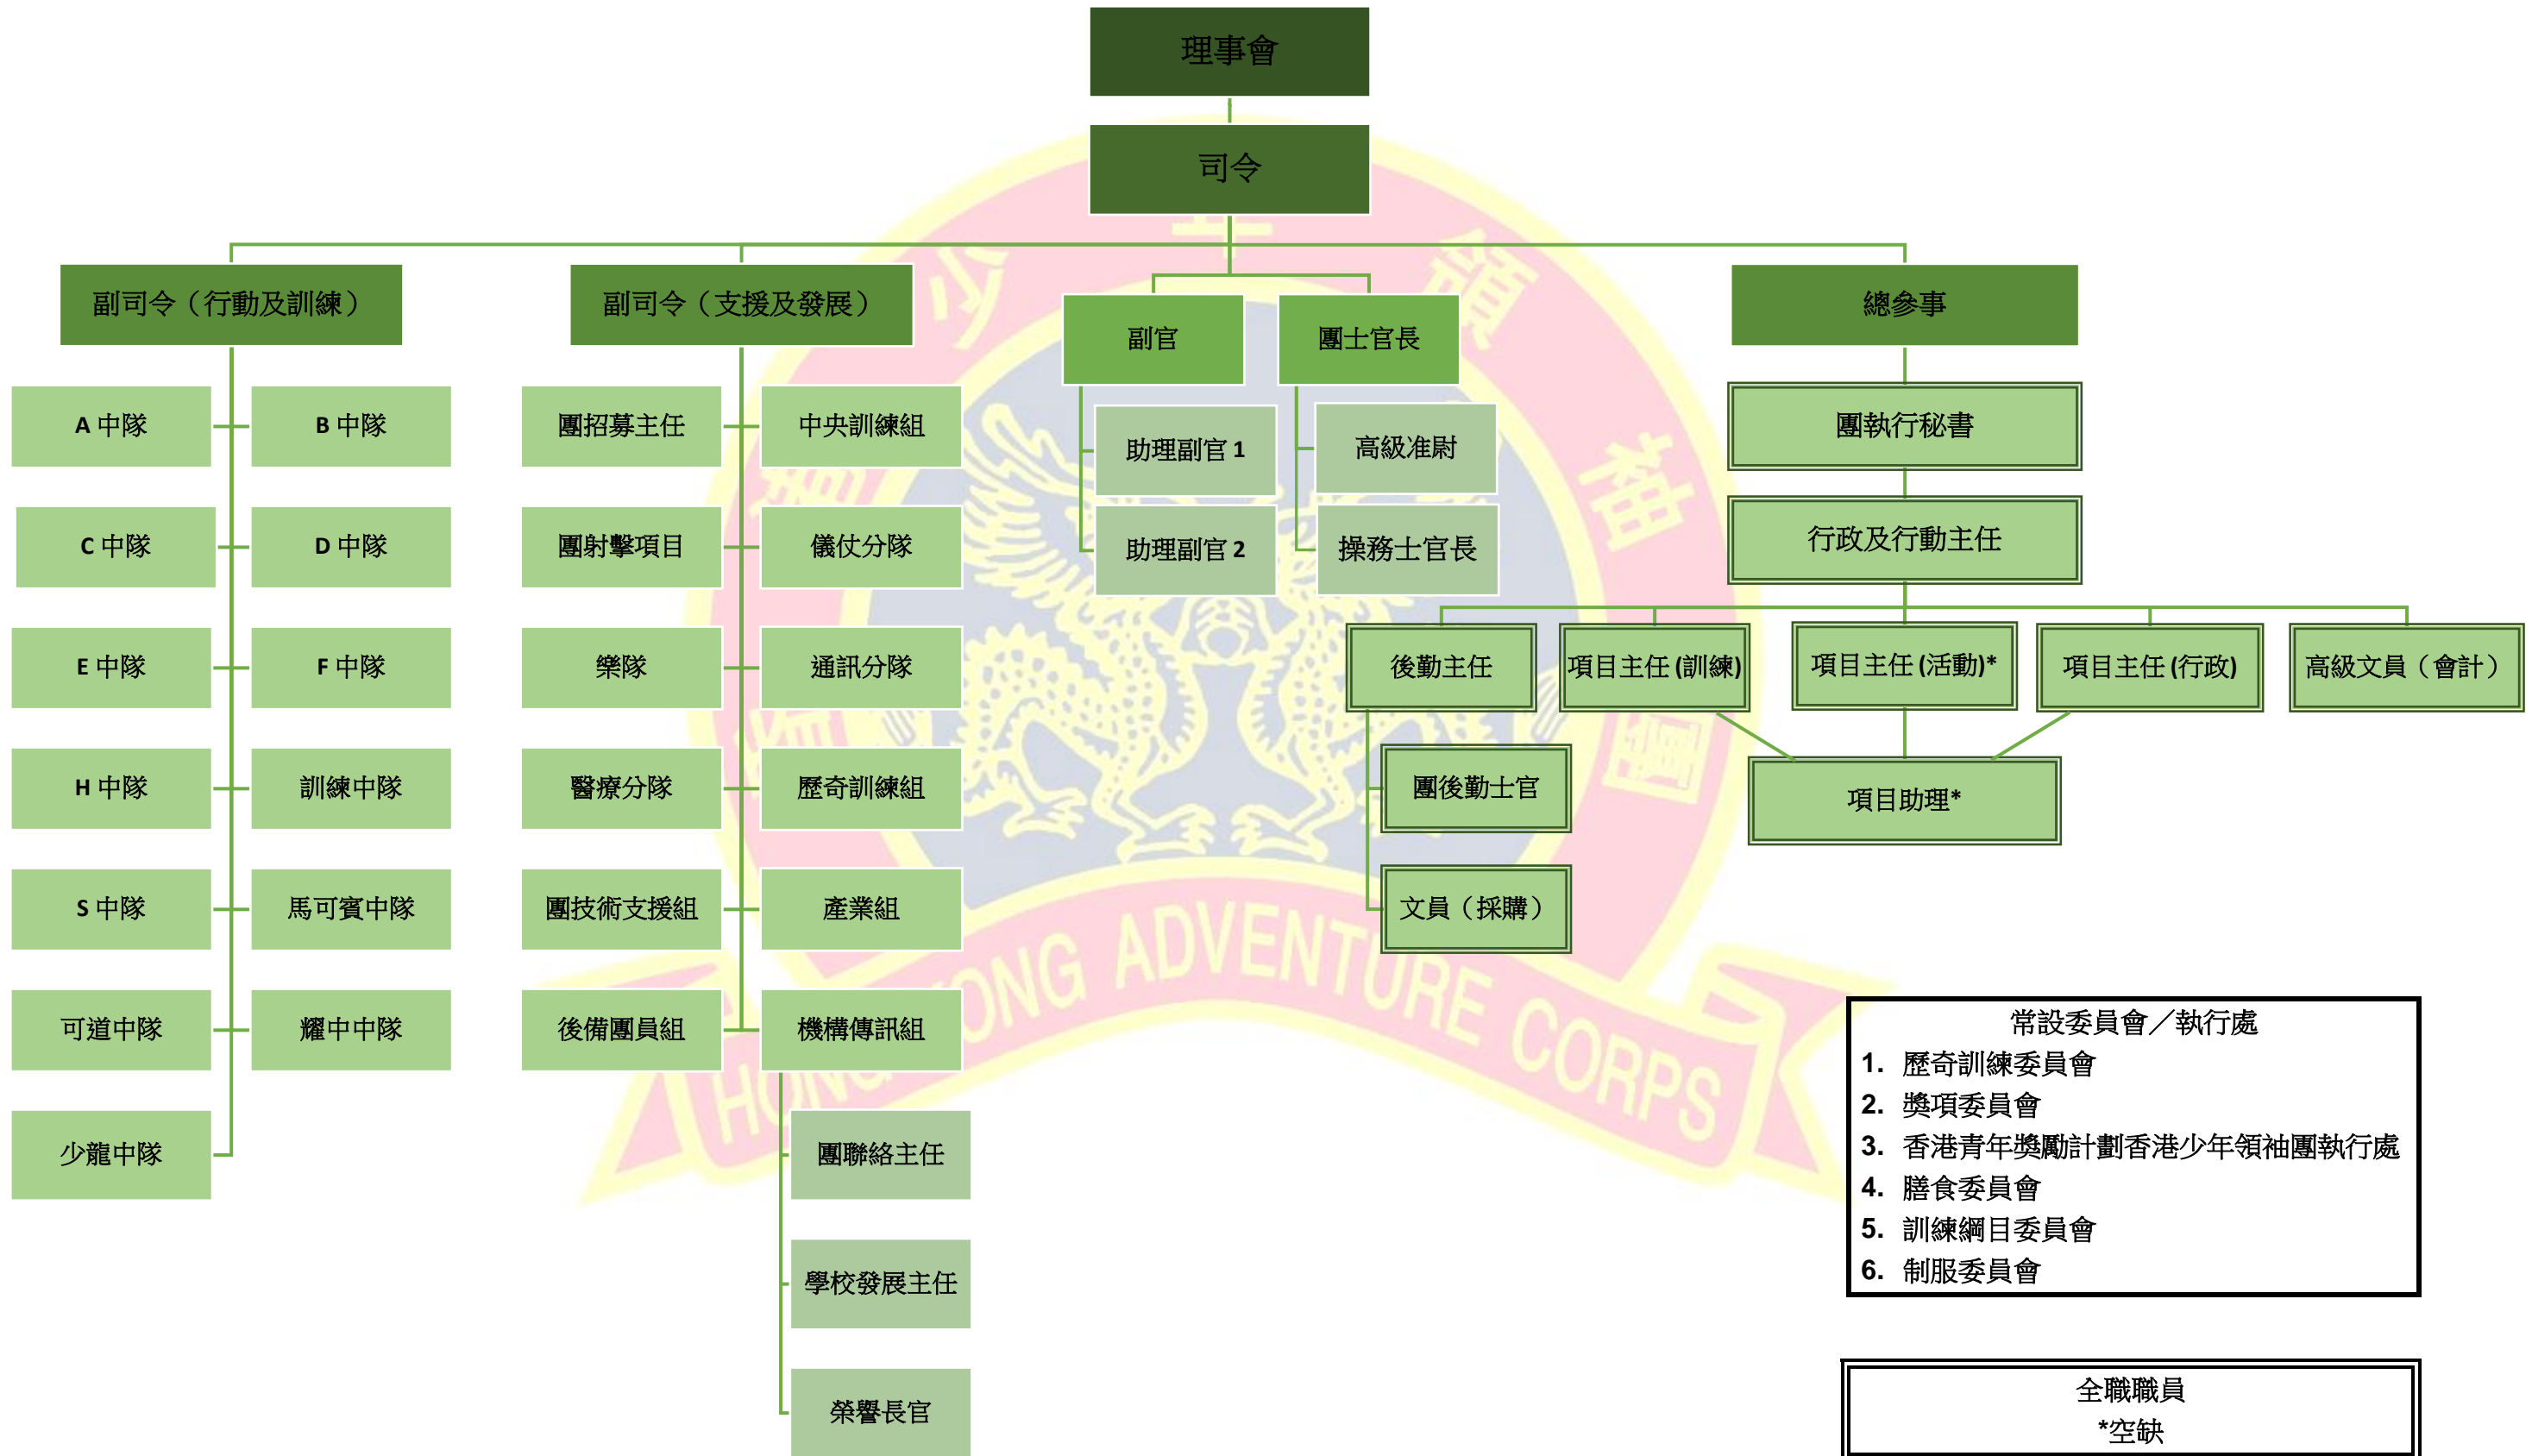 理事會
司令
副司令（行動及訓練）
副司令（支援及發展）
副官
團士官長
總參事
A 中隊
B 中隊
C 中隊
D 中隊
E 中隊
F 中隊
H 中隊
訓練中隊
S 中隊
馬可賓中隊
可道中隊
耀中中隊
少龍中隊
團招募主任
中央訓練組
團射擊項目
儀仗分隊
樂隊
通訊分隊
醫療分隊
歷奇訓練組
團技術支援組
產業組
後備團員組
機構傳訊組
團聯絡主任
學校發展主任
榮譽長官
助理副官 1
助理副官 2
高級准尉
操務士官長
團執行秘書
行政及行動主任
後勤主任
項目主任 (訓練)
項目主任 (活動)*
項目主任 (行政)
高級文員（會計）
團後勤士官
文員（採購）
項目助理*
常設委員會／執行處
1. 歷奇訓練委員會
2. 獎項委員會
3. 香港青年獎勵計劃香港少年領袖團執行處
4. 膳食委員會
5. 訓練綱目委員會
6. 制服委員會
全職職員
*空缺
少年領袖團
HONG KONG ADVENTURE CORPS